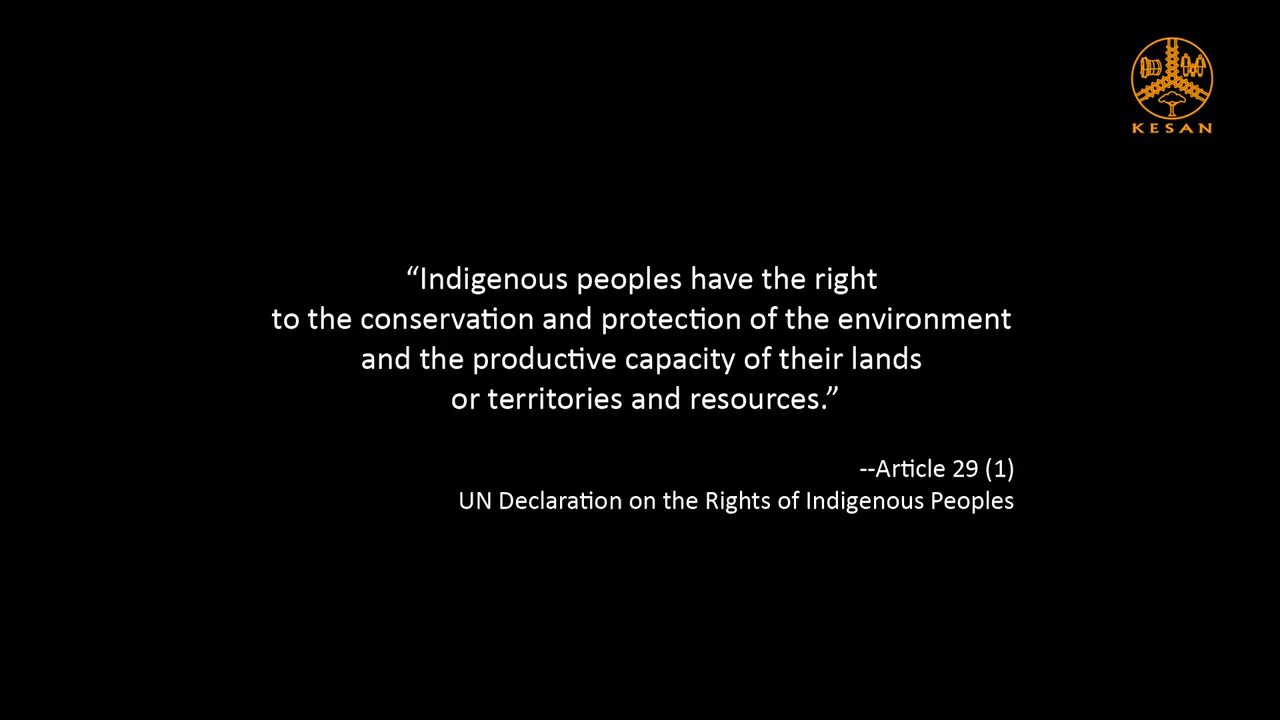 KESAN
“Indigenous peoples have the right
to the conservation and protection of the environment
and the productive capacity of their lands
or territories and resources.”
--Article 29 (1)
UN Declaration on the Rights of Indigenous Peoples